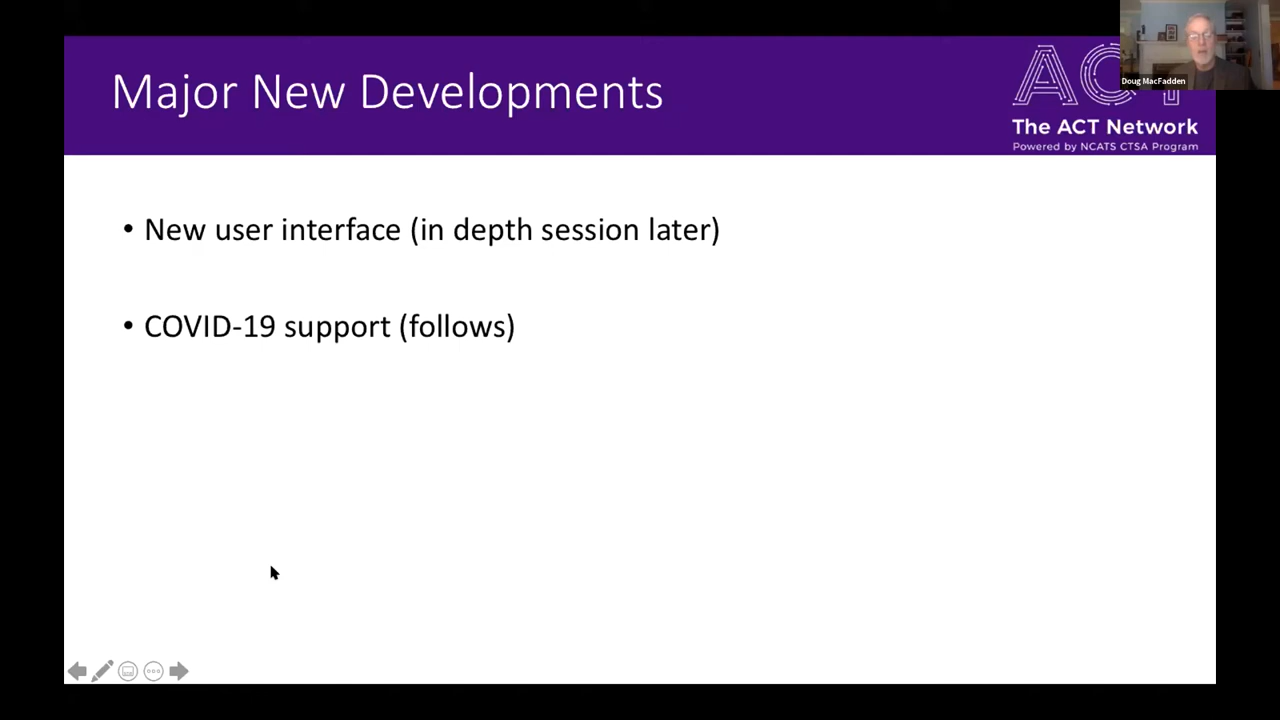 Major New Developments
ACT
The ACT Network
Powered by NCATS CTSA Program
Doug MacFadden
• New user interface (in depth session later)
• COVID-19 support (follows)